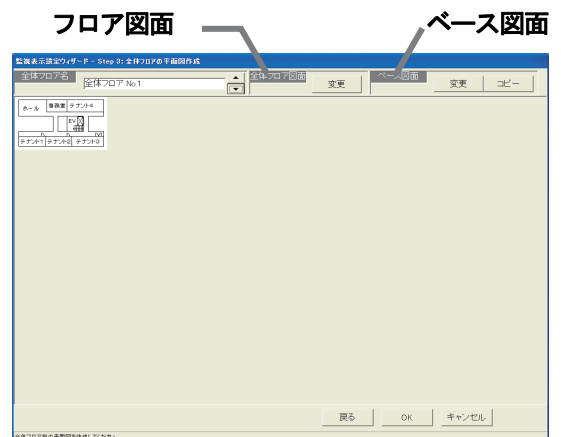 フロア図面 ベース図面
監視表示設定ウィザード - Step 3: 全体フロアの平面図作成
全体フロア名 全体フロア No.1 全体フロア図面 変更 ベース図面 変更 コピー
ホール 事務室 テナント4
EV
テナント1 テナント2 テナント3
戻る OK キャンセル